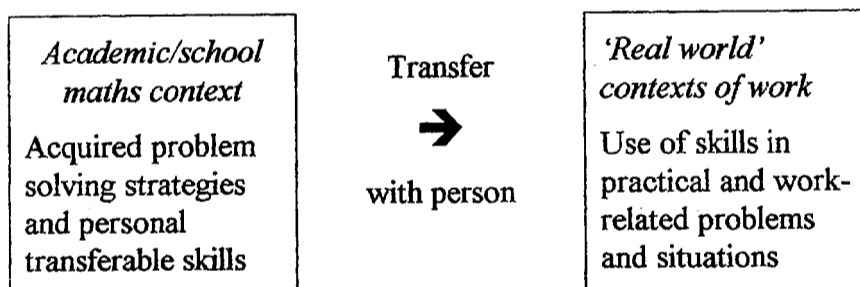 Academic/school
maths context
Acquired problem
solving strategies
and personal
transferable skills
Transfer
with person
‘Real world’
contexts of work
Use of skills in
practical and work-
related problems
and situations